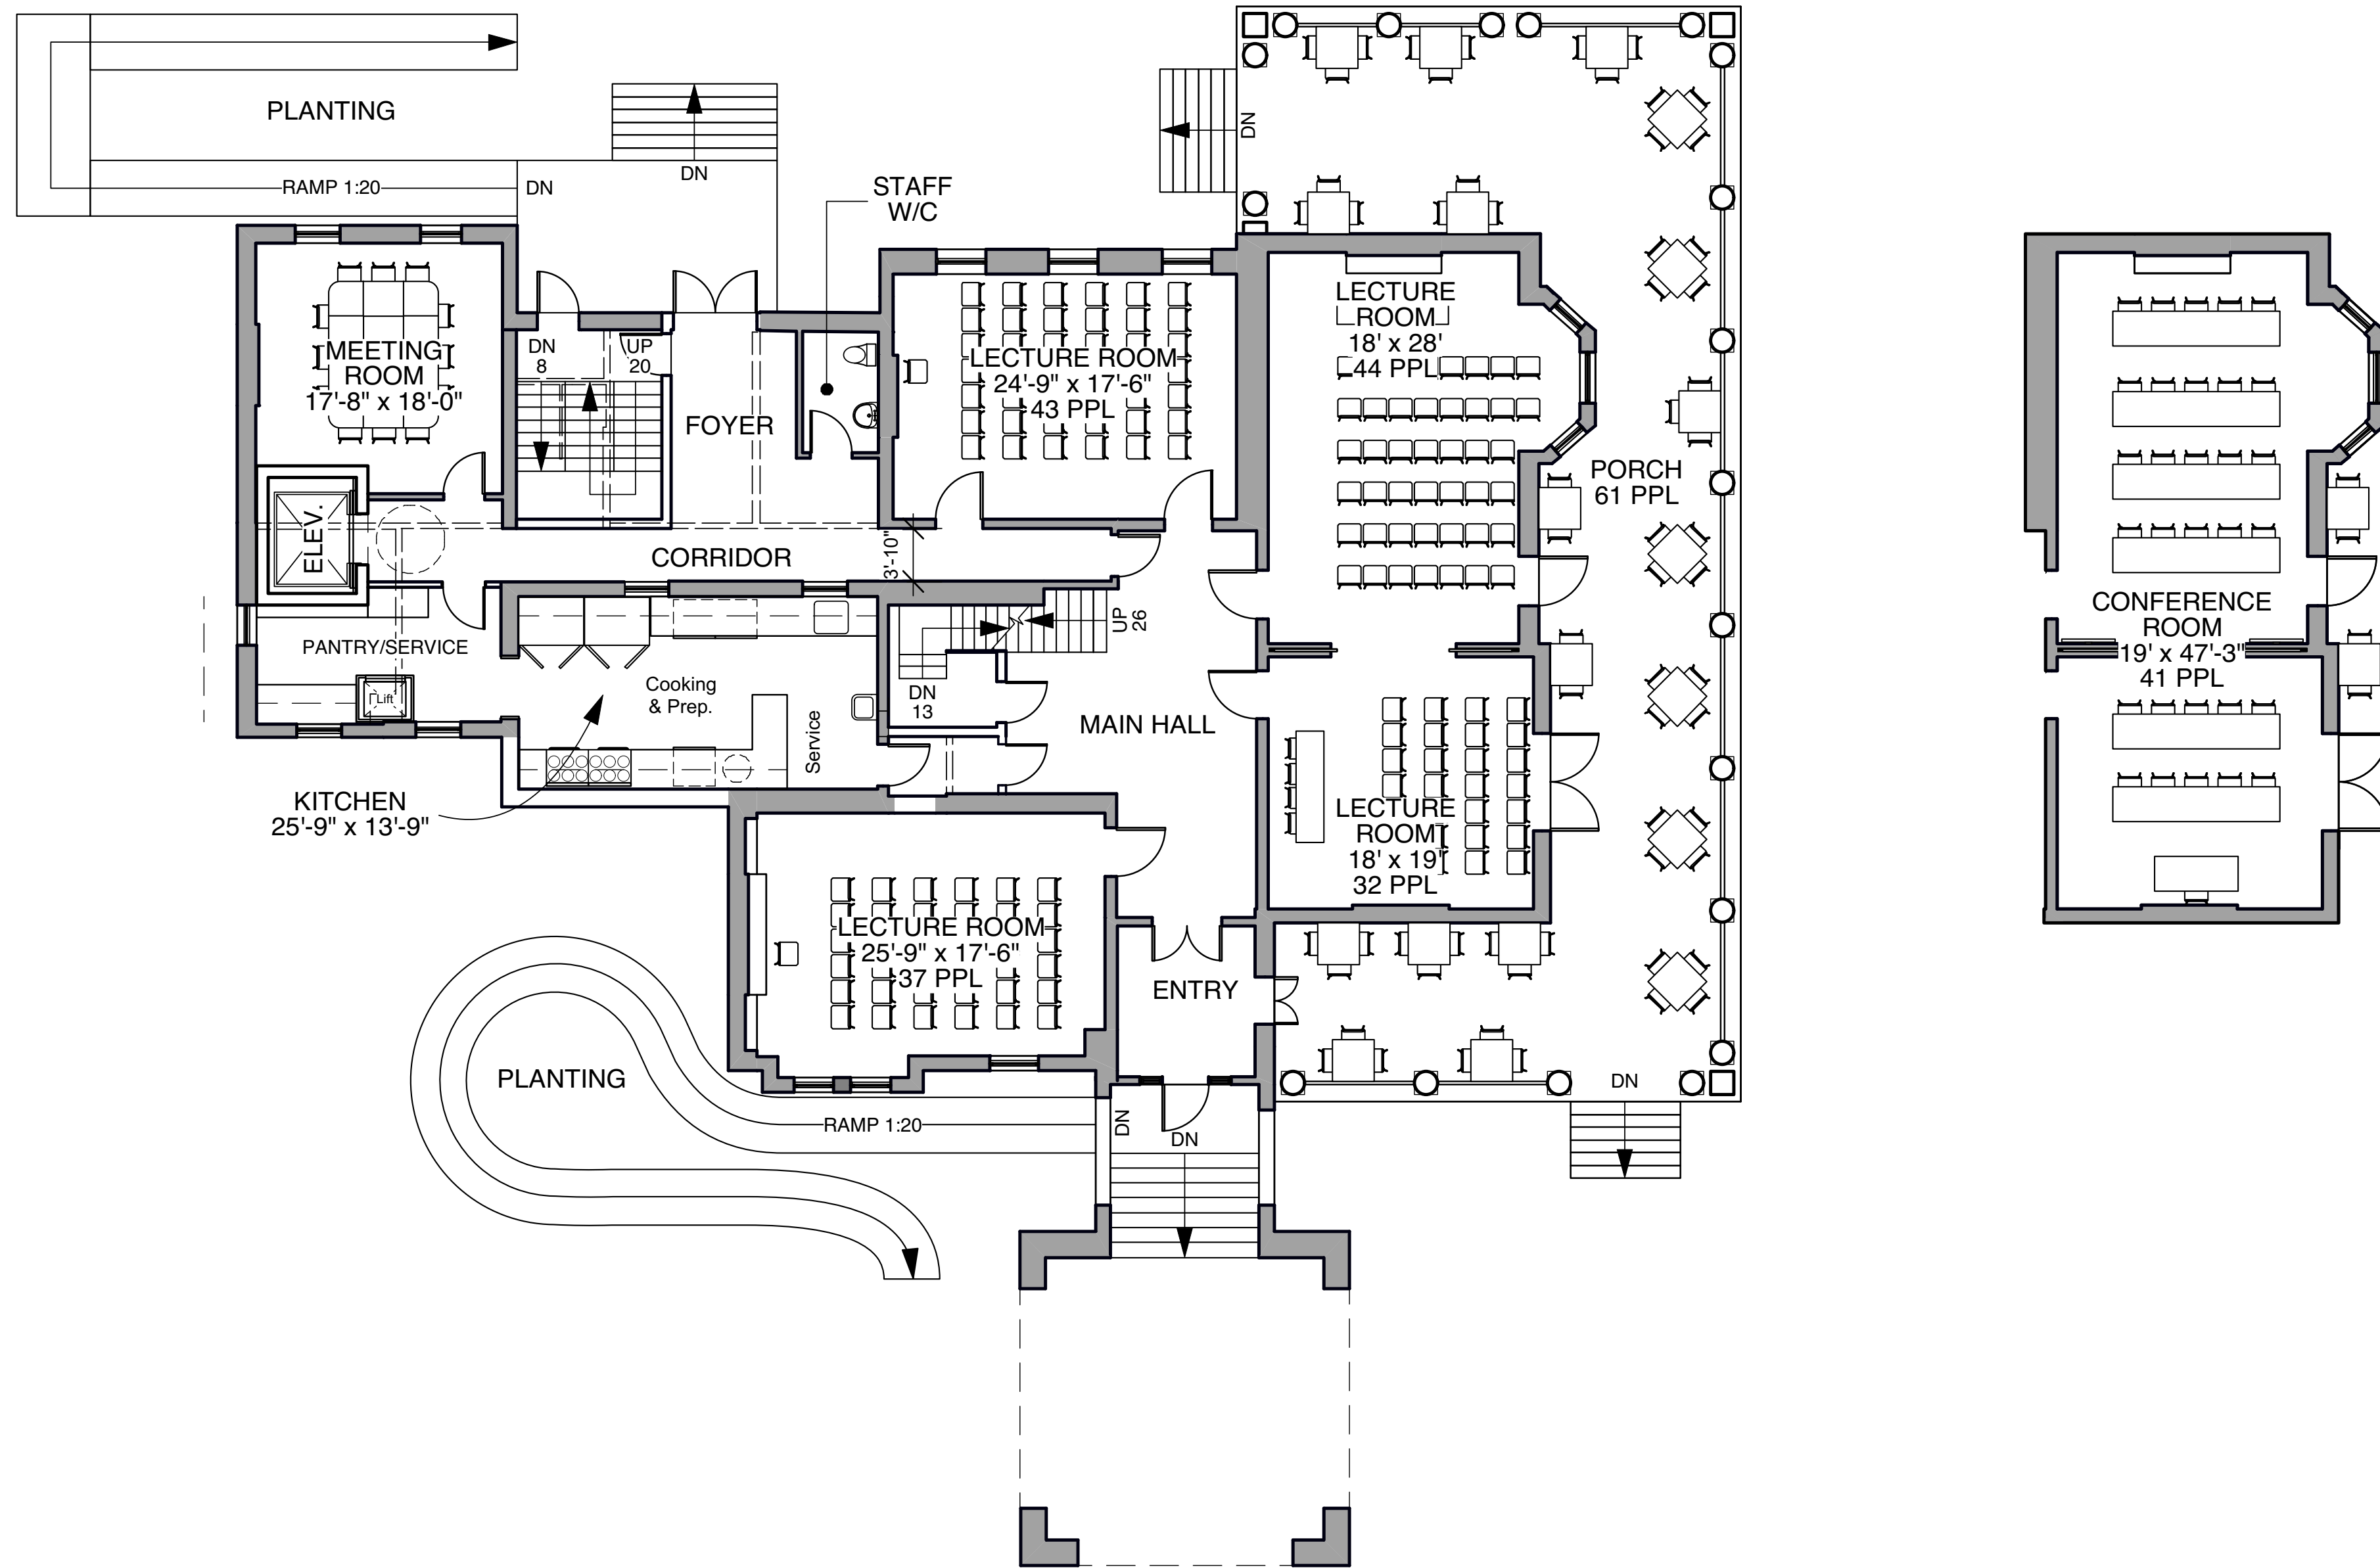 PLANTING
RAMP 1:20
DN
DN
STAFF
W/C
DN
MEETING
ROOM
17'-8" x 18'-0"
DN
8
UP
20
FOYER
LECTURE ROOM
24'-9" x 17'-6"
43 PPL
LECTURE
ROOM
18' x 28'
44 PPL
PORCH
61 PPL
ELEV.
CORRIDOR
3'-10"
PANTRY/SERVICE
Lift
Cooking
& Prep.
Service
DN
13
UP
26
MAIN HALL
KITCHEN
25'-9" x 13'-9"
LECTURE
ROOM
18' x 19'
32 PPL
CONFERENCE
ROOM
19' x 47'-3"
41 PPL
LECTURE ROOM
25'-9" x 17'-6"
37 PPL
ENTRY
PLANTING
RAMP 1:20
DN
DN
DN